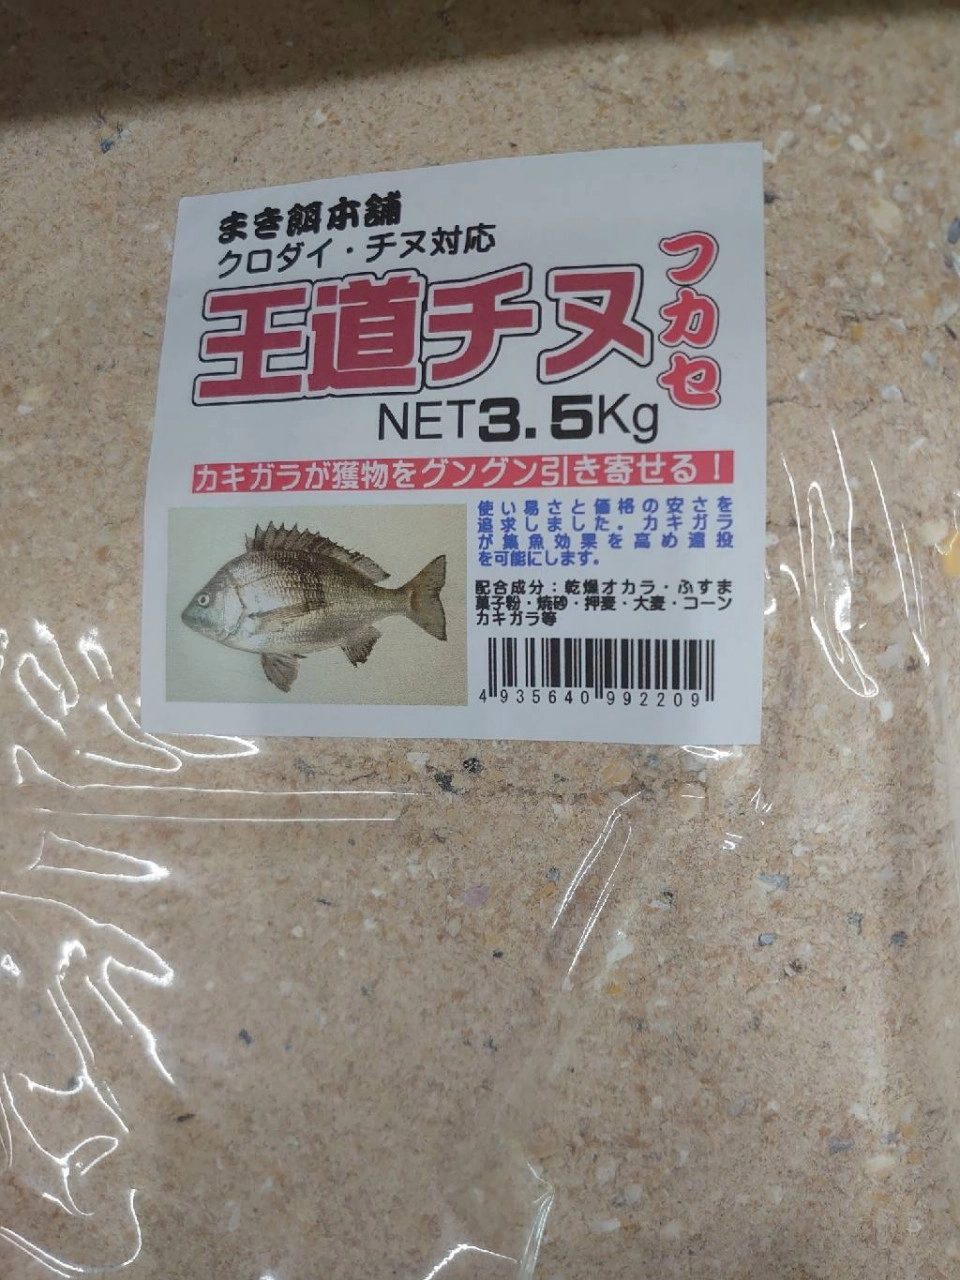 まき餌本舗
クロダイ・チヌ対応
王道チヌ
フカセ
NET3.5Kg
カキガラが獲物をグングン引き寄せる！
使い易さと価格の安さを
追求しました。カキガラ
が集魚効果を高め遠投
を可能にします。
配合成分：乾燥オカラ・ふすま
菓子粉・焼砂・押麦・大麦・コーン
カキガラ等
4935640992209